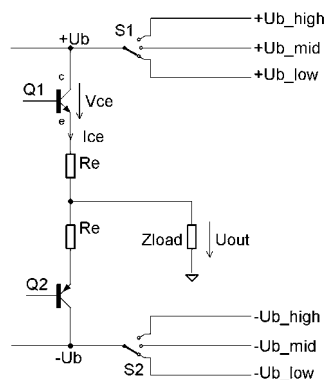 +Ub_high
S1
+Ub
+Ub_mid
+Ub_low
Q1
c
Vce
e
Ice
Re
Re
Zload
Uout
Q2
-Ub_high
-Ub_mid
-Ub
S2
-Ub_low